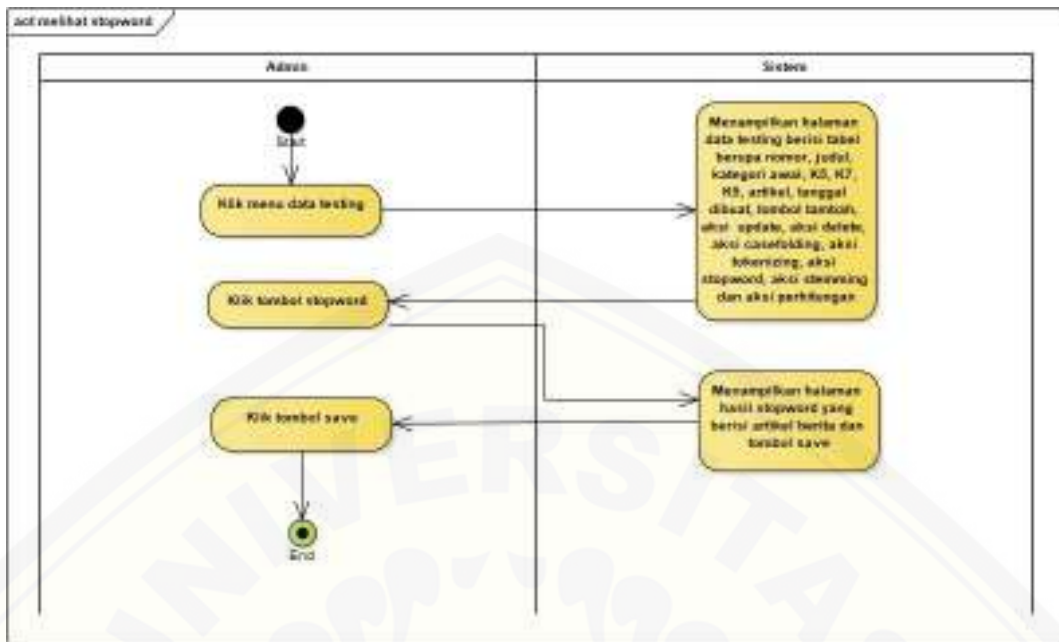 act melihat stopword
Admin
Sistem
Start
Klik menu data testing
Menampilkan halaman
data testing berisi tabel
berupa nomor, judul,
kategori awal, K5, K7,
K9, artikel, tanggal
dibuat, tombol tambah,
aksi update, aksi delete,
aksi casefolding, aksi
tokenizing, aksi
stopword, aksi stemming
dan aksi perhitungan
Klik tombol stopword
Menampilkan halaman
hasil stopword yang
berisi artikel berita dan
tombol save
Klik tombol save
End
UNIVERSITA